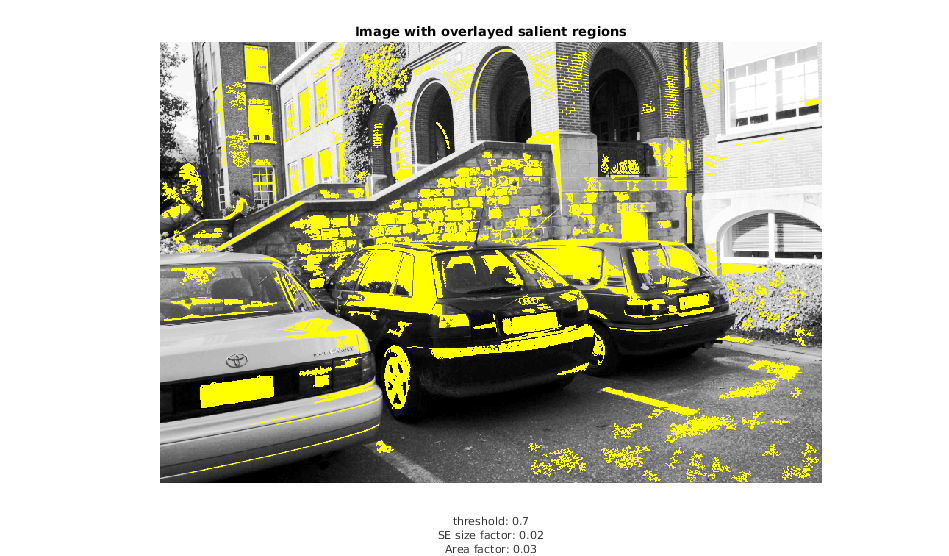 Image with overlayed salient regions
threshold: 0.7
SE size factor: 0.02
Area factor: 0.03